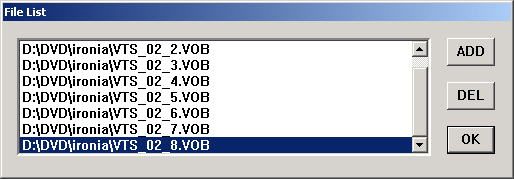 File List
D:\DVD\ironia\VTS_02_2.VOB
D:\DVD\ironia\VTS_02_3.VOB
D:\DVD\ironia\VTS_02_4.VOB
D:\DVD\ironia\VTS_02_5.VOB
D:\DVD\ironia\VTS_02_6.VOB
D:\DVD\ironia\VTS_02_7.VOB
D:\DVD\ironia\VTS_02_8.VOB
ADD
DEL
OK